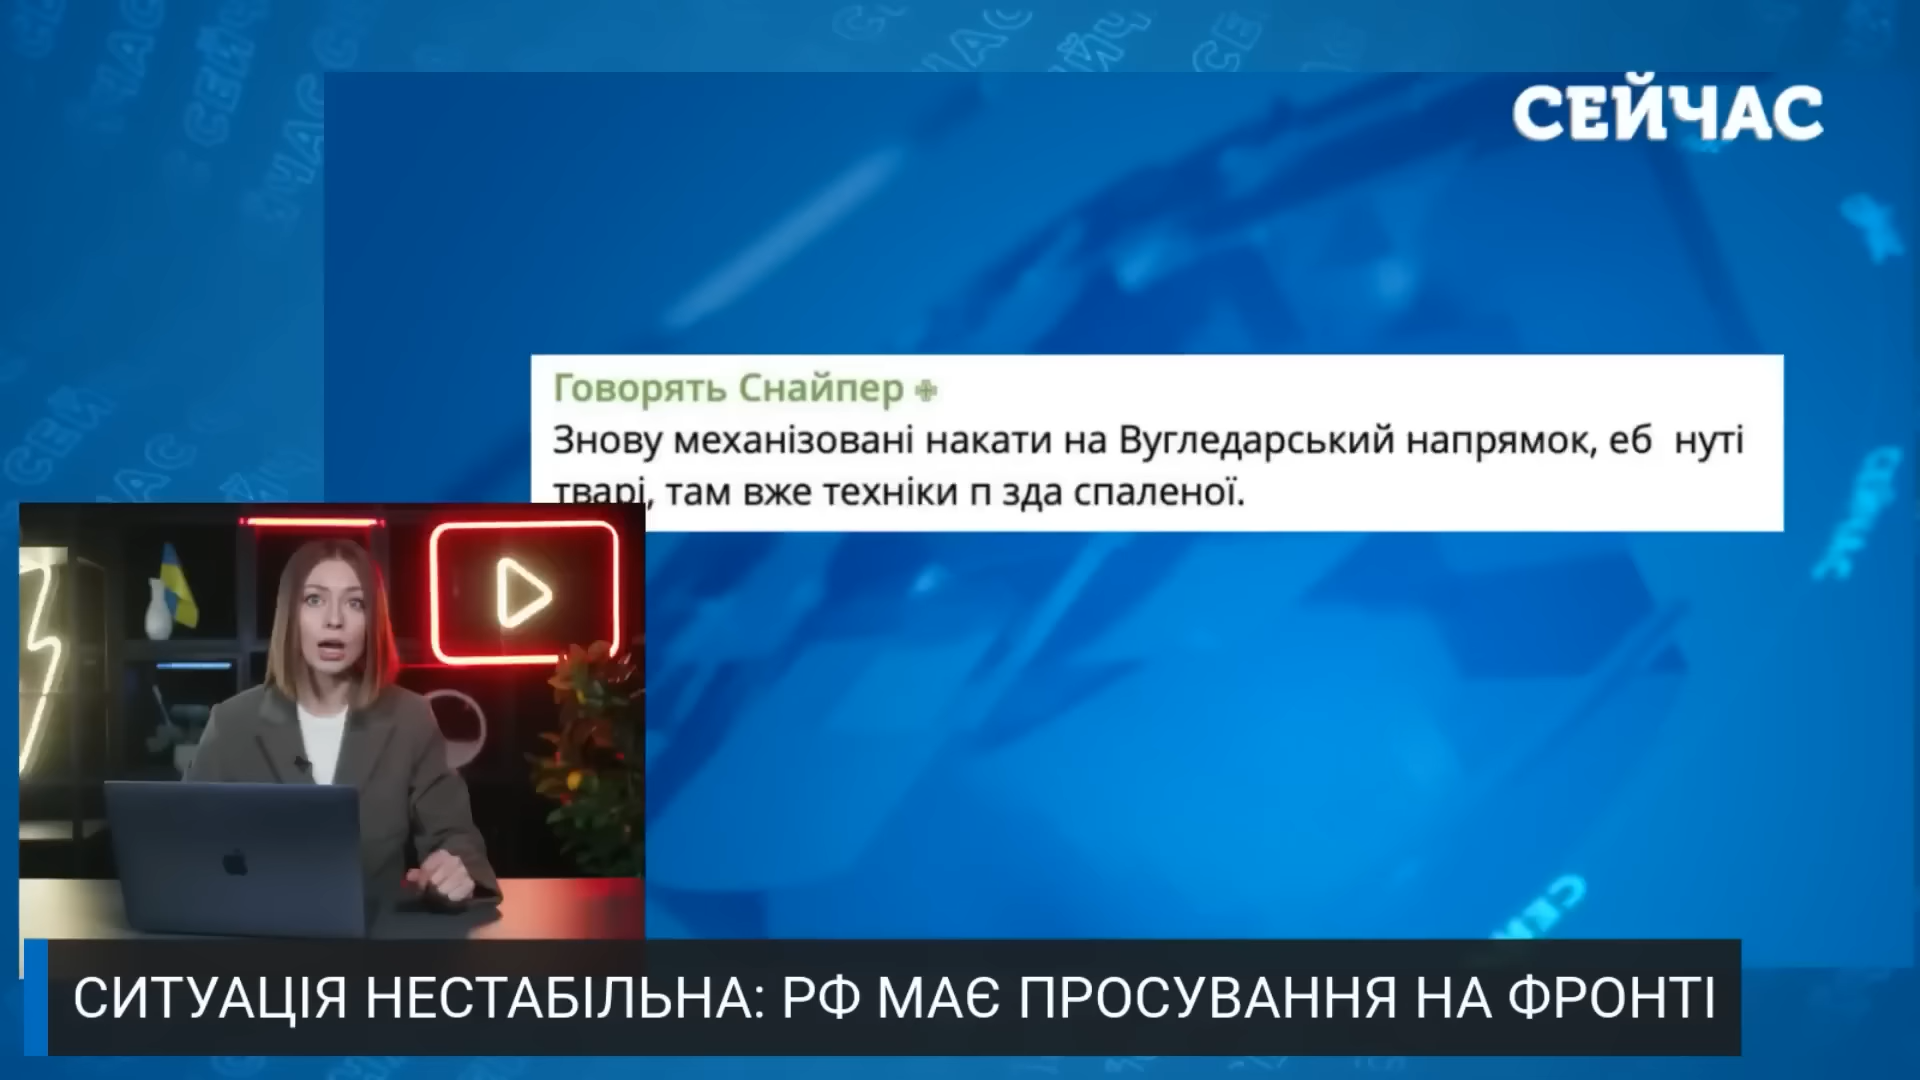 СЕЙЧАС
Говорять Снайпер
Знову механізовані накати на Вугледарський напрямок, еб нуті
тварі, там вже техніки п зда спаленої.
СИТУАЦІЯ НЕСТАБІЛЬНА: РФ МАЄ ПРОСУВАННЯ НА ФРОНТІ